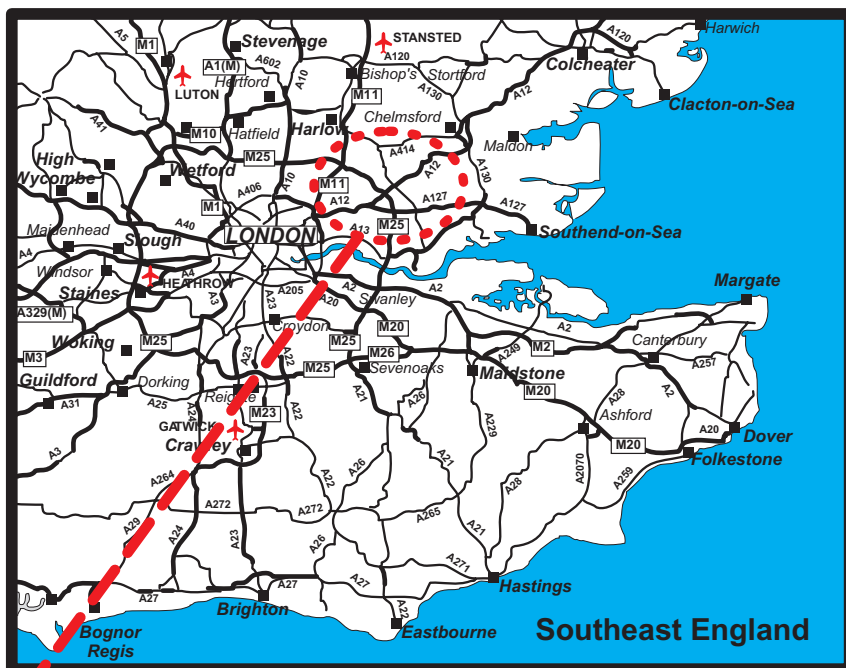 Harwich
A5
M1
Stevenage
STANSTED
A120
A120
A1(M)
A602
A10
Bishop's
Stortford
Colcheater
Hertford
LUTON
M11
A130
A12
Clacton-on-Sea
A41
M10
Hatfield
Harlow
Chelmsford
Maldon
High
Wycombe
M25
A414
A12
A130
Wetford
A406
A10
M11
M1
A12
A127
A127
A40
LONDON
A13
M25
Southend-on-Sea
Maidenhead
Slough
A4
Windsor
A4
HEATHROW
Staines
A3
A205
A2
A20
Swanley
A2
Margate
A329(M)
A23
Croydon
M20
A2
Woking
M25
A23
A22
M25
M26
A249
M2
Canterbury
M3
M25
Sevenoaks
Maidstone
A257
Guildford
Dorking
Reigate
A21
M20
A28
A2
A31
A25
A24
M23
A22
A26
A229
Ashford
A20
Dover
GATWICK
Crawley
M20
A3
A26
A21
Folkestone
A264
A22
A28
A2070
A259
A272
A272
A265
A29
A24
A23
A26
A21
A271
A27
A27
A27
Hastings
Brighton
A22
Bognor
Regis
Eastbourne
Southeast England